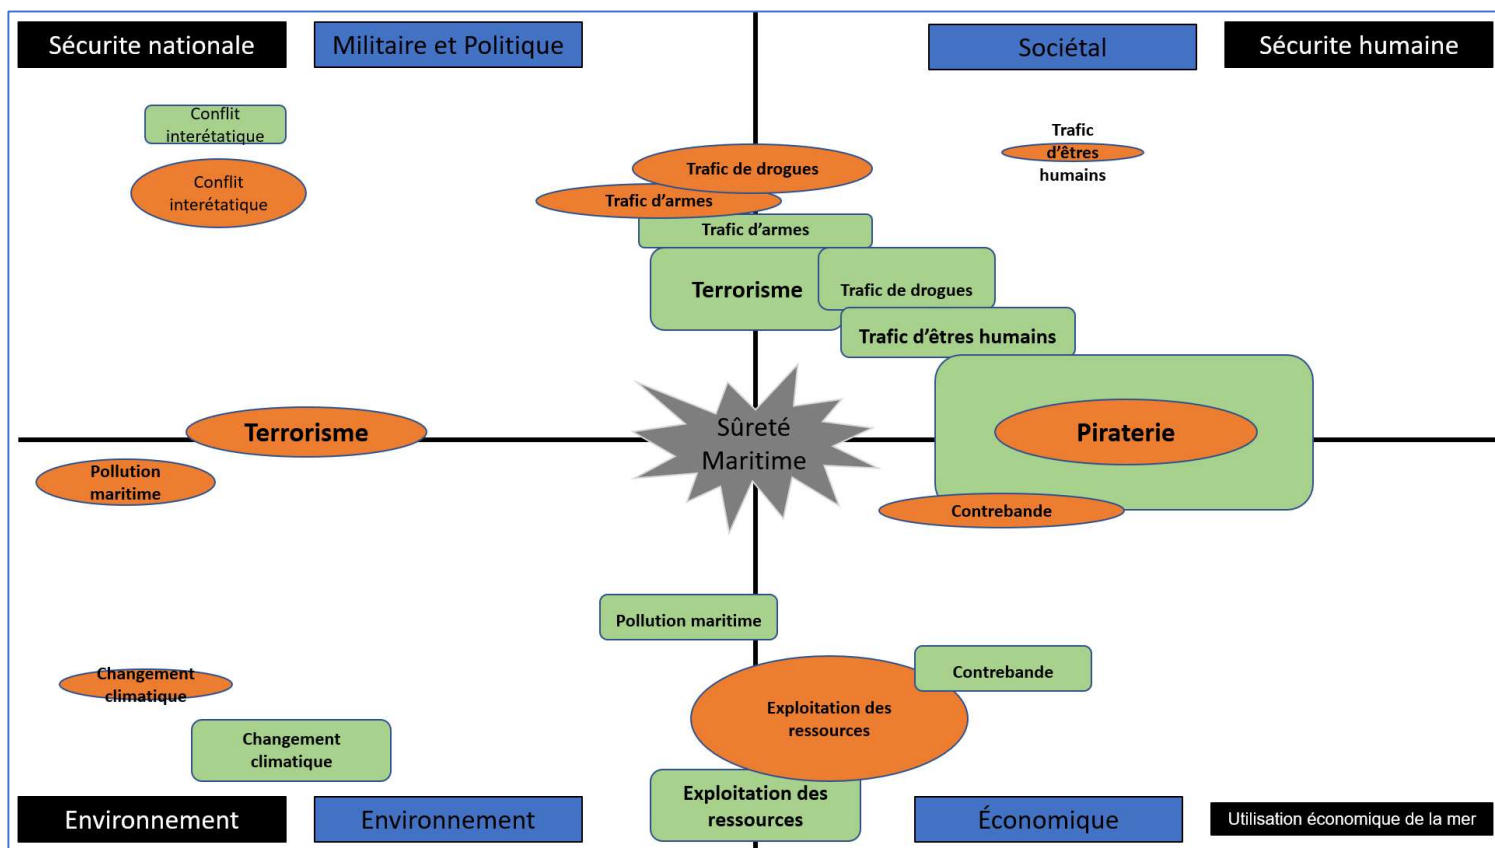 Sécurite nationale
Militaire et Politique
Sociétal
Sécurite humaine
Conflit
interétatique
Conflit
interétatique
Trafic de drogues
Trafic d'armes
Trafic d'armes
Trafic
d'êtres
humains
Terrorisme
Trafic de drogues
Trafic d'êtres humains
Terrorisme
Sûreté
Maritime
Piraterie
Pollution
maritime
Contrebande
Pollution maritime
Changement
climatique
Contrebande
Exploitation des
ressources
Changement
climatique
Exploitation des
ressources
Environnement
Environnement
Économique
Utilisation économique de la mer